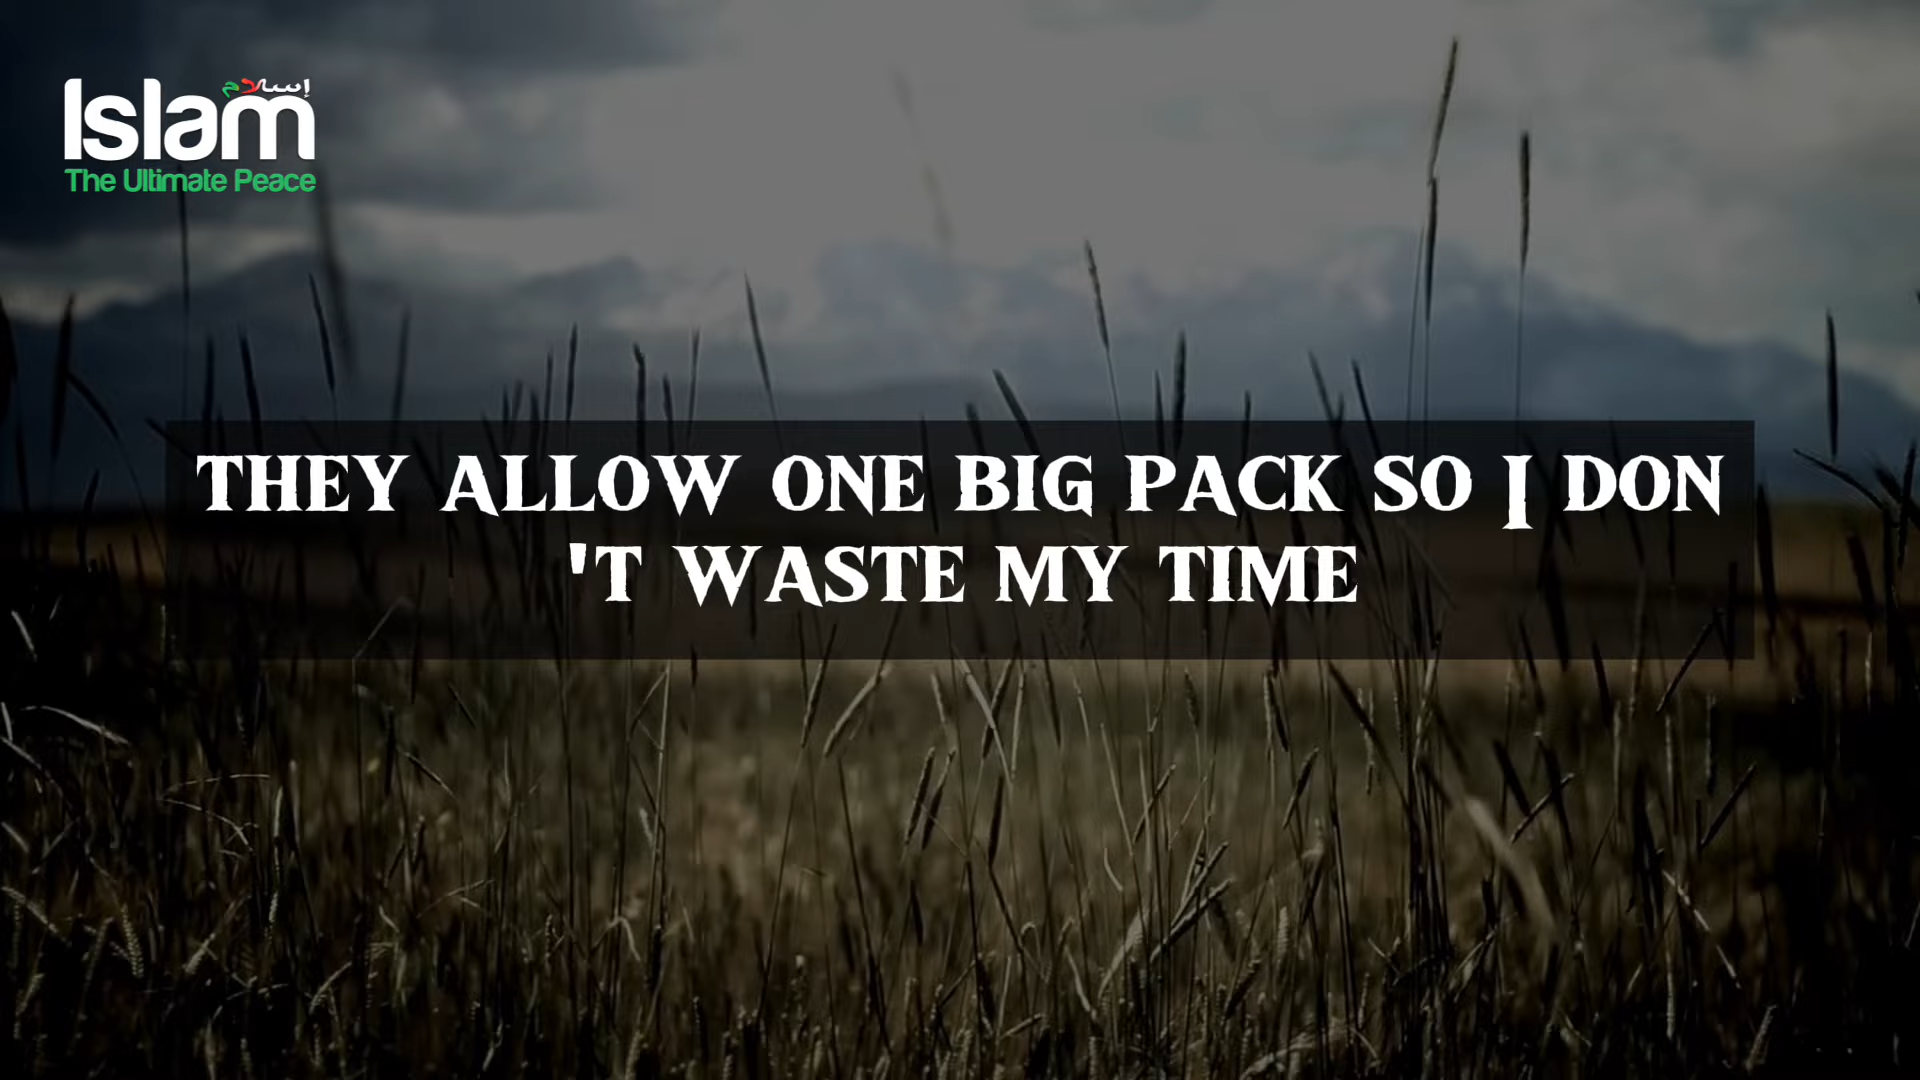 إسلام
Islam
The Ultimate Peace
THEY ALLOW ONE BIG PACK SO I DON
'T WASTE MY TIME